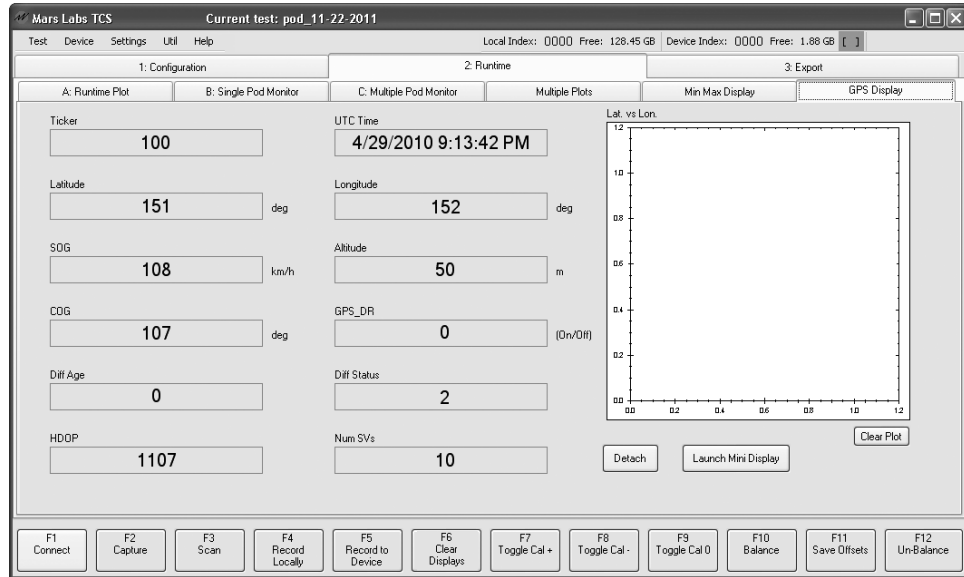 Mars Labs TCS Current test: pod_11-22-2011
Test Device Settings Util Help Local Index: 0000 Free: 128.45 GB Device Index: 0000 Free: 1.88 GB [ ]
1: Configuration 2: Runtime 3: Export
A: Runtime Plot B: Single Pod Monitor C: Multiple Pod Monitor Multiple Plots Min Max Display GPS Display
Ticker UTC Time Lat. vs Lon.
100 4/29/2010 9:13:42 PM
Latitude Longitude
151 deg 152 deg
SOG Altitude
108 km/h 50 m
COG GPS_DR
107 deg 0 (On/Off)
Diff Age Diff Status
0 2
HDOP Num SVs
1107 10
1.2
1.0
0.8
0.6
0.4
0.2
0.0
0.0 0.2 0.4 0.6 0.8 1.0 1.2
Clear Plot
Detach Launch Mini Display
F1 Connect
F2 Capture
F3 Scan
F4 Record Locally
F5 Record to Device
F6 Clear Displays
F7 Toggle Cal +
F8 Toggle Cal -
F9 Toggle Cal 0
F10 Balance
F11 Save Offsets
F12 Un-Balance